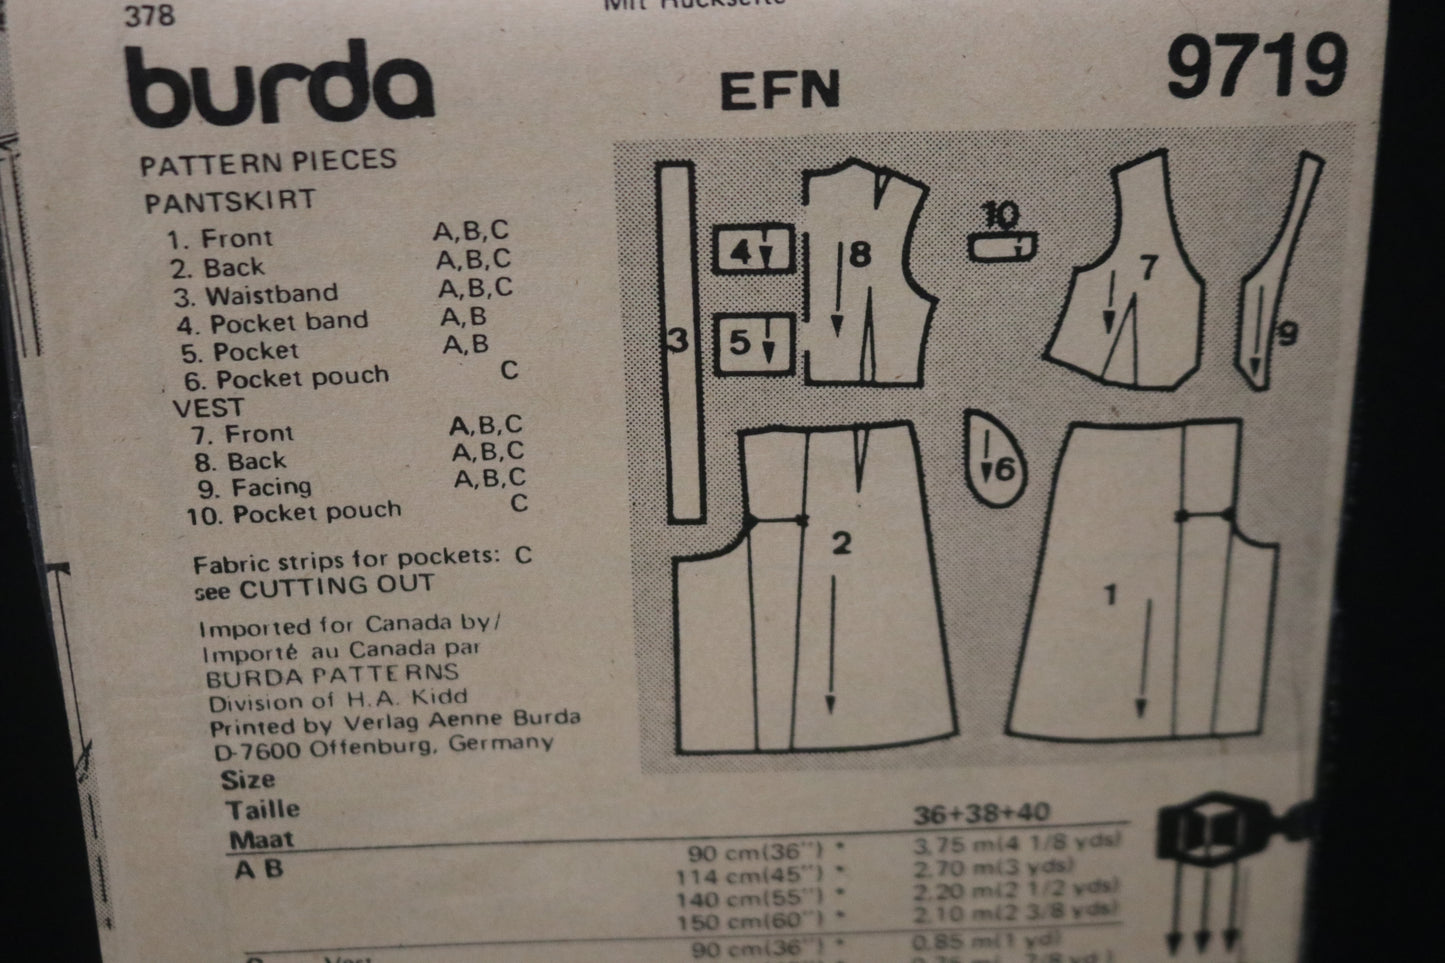 378
burda
EFN
9719
PATTERN PIECES
PANTSKIRT
1. Front A,B,C
2. Back A,B,C
3. Waistband A,B,C
4. Pocket band A,B
5. Pocket A,B
6. Pocket pouch C
VEST
7. Front A,B,C
8. Back A,B,C
9. Facing A,B,C
10. Pocket pouch C
Fabric strips for pockets: C
see CUTTING OUT
Imported for Canada by/
Importé au Canada par
BURDA PATTERNS
Division of H.A. Kidd
Printed by Verlag Aenne Burda
D-7600 Offenburg, Germany
3
4
5
8
10
7
9
2
6
1
Size
Taille
Maat
36+38+40
A B
90 cm(36") * 3.75 m(4 1/8 yds)
114 cm(45") * 2.70 m(3 yds)
140 cm(55") * 2.20 m(2 1/2 yds)
150 cm(60") * 2.10 m(2 3/8 yds)
90 cm(36") * 0.85 m(1 yd)